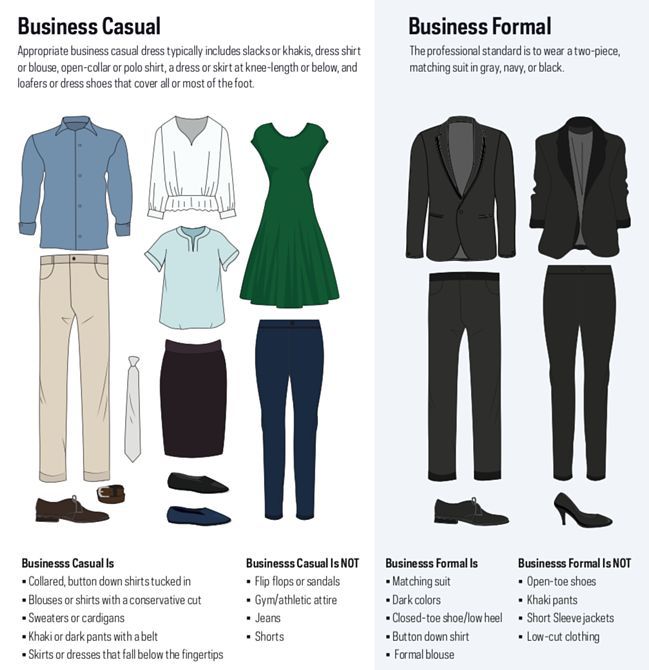 Business Casual
Appropriate business casual dress typically includes slacks or khakis, dress shirt
or blouse, open-collar or polo shirt, a dress or skirt at knee-length or below, and
loafers or dress shoes that cover all or most of the foot.
Business Formal
The professional standard is to wear a two-piece,
matching suit in gray, navy, or black.
Businesss Casual Is
▪ Collared, button down shirts tucked in
▪ Blouses or shirts with a conservative cut
▪ Sweaters or cardigans
▪ Khaki or dark pants with a belt
▪ Skirts or dresses that fall below the fingertips
Businesss Casual Is NOT
▪ Flip flops or sandals
▪ Gym/athletic attire
▪ Jeans
▪ Shorts
Businesss Formal Is
▪ Matching suit
▪ Dark colors
▪ Closed-toe shoe/low heel
▪ Button down shirt
▪ Formal blouse
Businesss Formal Is NOT
▪ Open-toe shoes
▪ Khaki pants
▪ Short Sleeve jackets
▪ Low-cut clothing